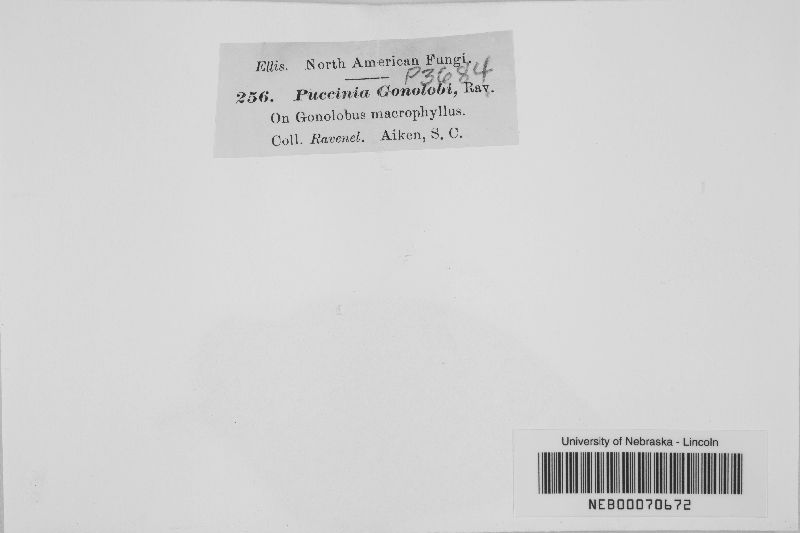 Ellis. North American Fungi.
P3684
256. Puccinia Gonolobi, Rav.
On Gonolobus macrophyllus.
Coll. Ravenel. Aiken, S. C.
University of Nebraska - Lincoln
NEB00070672